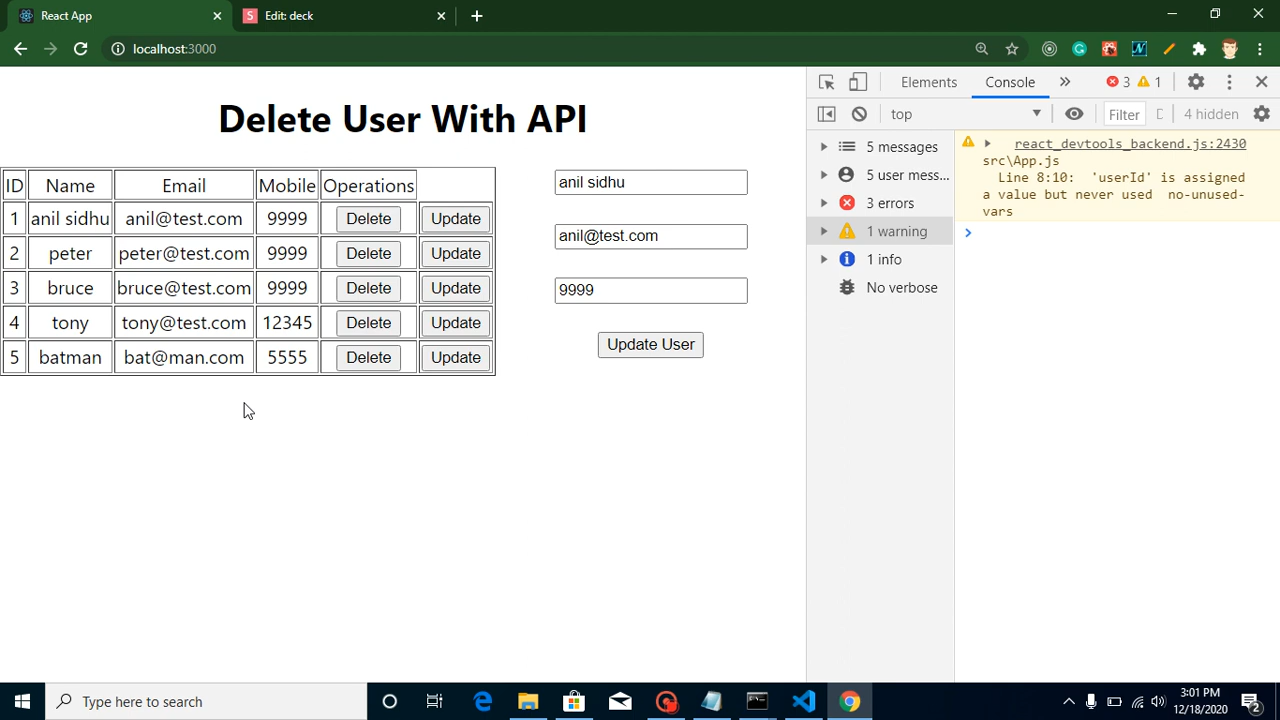 React App
Edit: deck
localhost:3000
Delete User With API
ID Name Email Mobile Operations
1 anil sidhu anil@test.com 9999 Delete Update
2 peter peter@test.com 9999 Delete Update
3 bruce bruce@test.com 9999 Delete Update
4 tony tony@test.com 12345 Delete Update
5 batman bat@man.com 5555 Delete Update
anil sidhu
anil@test.com
9999
Update User
Elements Console 3 1
top Filter D 4 hidden
5 messages
5 user mess...
3 errors
1 warning
1 info
No verbose
react_devtools_backend.js:2430
src\App.js
Line 8:10: 'userId' is assigned
a value but never used no-unused-
vars
Type here to search
3:01 PM
12/18/2020
2